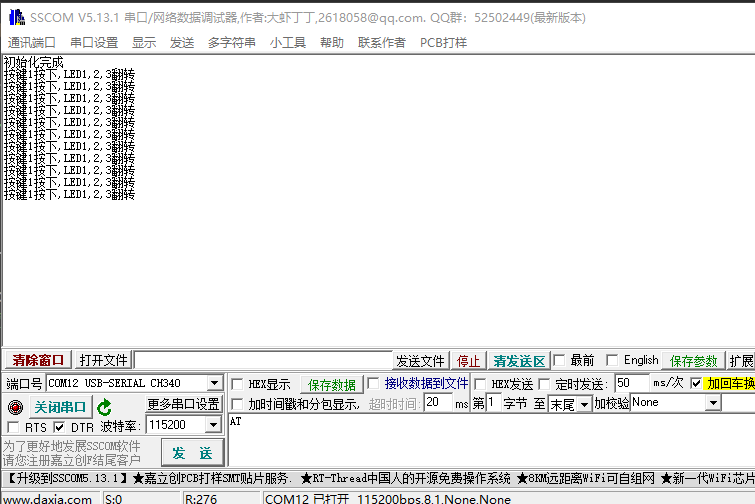 SSCOM V5.13.1 串口/网络数据调试器,作者:大虾丁丁,2618058@qq.com. QQ群: 52502449(最新版本)
通讯端口 串口设置 显示 发送 多字符串 小工具 帮助 联系作者 PCB打样
初始化完成
按键1按下,LED1,2,3翻转
按键1按下,LED1,2,3翻转
按键1按下,LED1,2,3翻转
按键1按下,LED1,2,3翻转
按键1按下,LED1,2,3翻转
按键1按下,LED1,2,3翻转
按键1按下,LED1,2,3翻转
按键1按下,LED1,2,3翻转
按键1按下,LED1,2,3翻转
按键1按下,LED1,2,3翻转
按键1按下,LED1,2,3翻转
清除窗口 打开文件 发送文件 停止 清发送区 最前 English 保存参数 扩展
端口号 COM12 USB-SERIAL CH340 HEX显示 保存数据 接收数据到文件 HEX发送 定时发送: 50 ms/次 加回车换
关闭串口 更多串口设置 加时间戳和分包显示, 超时时间: 20 ms 第 1 字节 至 末尾 加校验 None
RTS DTR 波特率: 115200 AT
为了更好地发展SSCOM软件
请您注册嘉立创F结尾客户
发 送
【升级到SSCOM5.13.1】★嘉立创PCB打样SMT贴片服务. ★RT-Thread中国人的开源免费操作系统 ★8KM远距离WiFi可自组网 ★新一代WiFi芯片
www.daxia.com S:0 R:276 COM12 已打开 115200bps,8,1,None,None